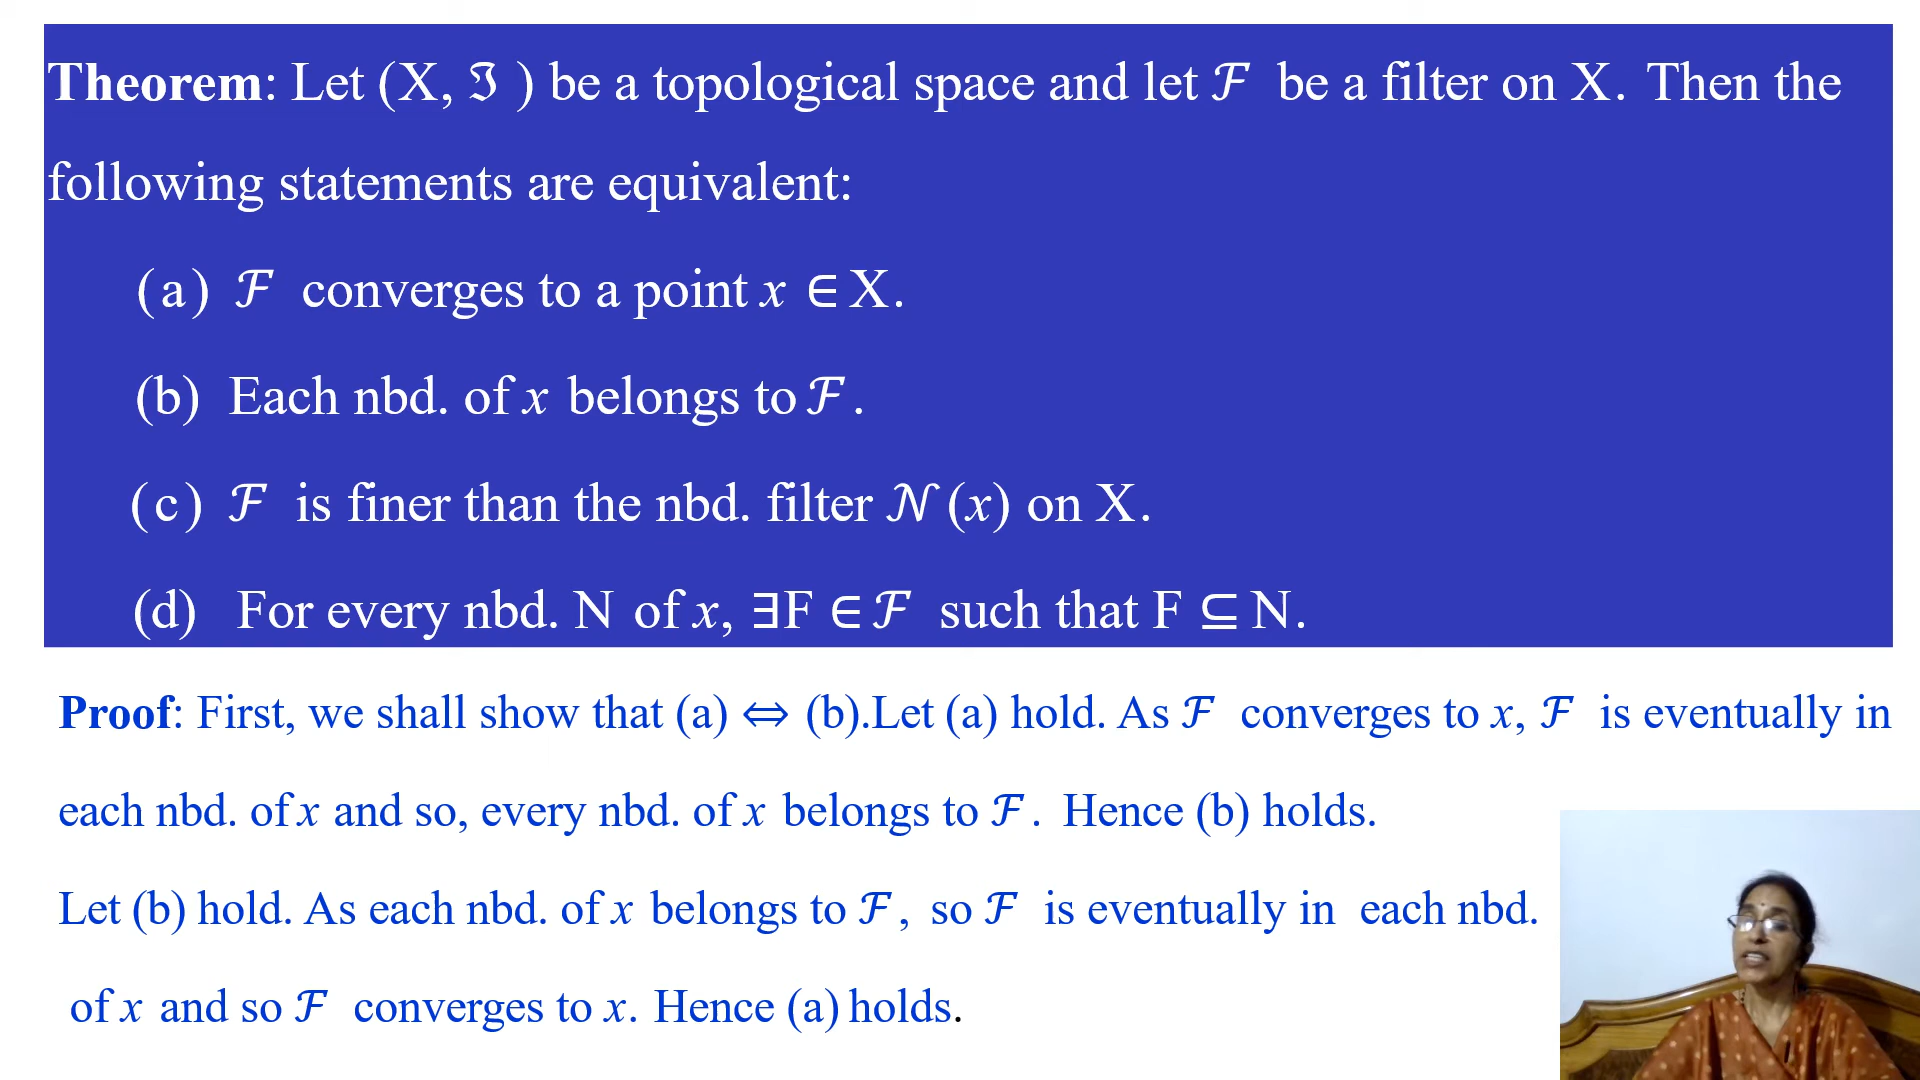 Theorem: Let (X, ℑ ) be a topological space and let ℱ be a filter on X. Then the
following statements are equivalent:
(a) ℱ converges to a point x ∈ X.
(b) Each nbd. of x belongs to ℱ.
(c) ℱ is finer than the nbd. filter 𝒩 (x) on X.
(d) For every nbd. N of x, ∃F ∈ ℱ such that F ⊆ N.
Proof: First, we shall show that (a) ⇔ (b).Let (a) hold. As ℱ converges to x, ℱ is eventually in
each nbd. of x and so, every nbd. of x belongs to ℱ. Hence (b) holds.
Let (b) hold. As each nbd. of x belongs to ℱ, so ℱ is eventually in each nbd.
of x and so ℱ converges to x. Hence (a) holds.